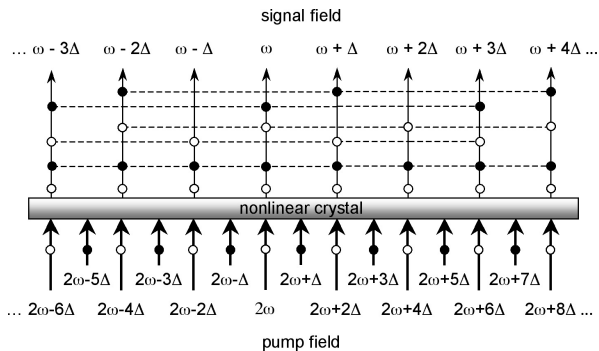 signal field
... ω - 3Δ ω - 2Δ ω - Δ ω ω + Δ ω + 2Δ ω + 3Δ ω + 4Δ ...
nonlinear crystal
2ω-5Δ 2ω-3Δ 2ω-Δ 2ω+Δ 2ω+3Δ 2ω+5Δ 2ω+7Δ
... 2ω-6Δ 2ω-4Δ 2ω-2Δ 2ω 2ω+2Δ 2ω+4Δ 2ω+6Δ 2ω+8Δ ...
pump field